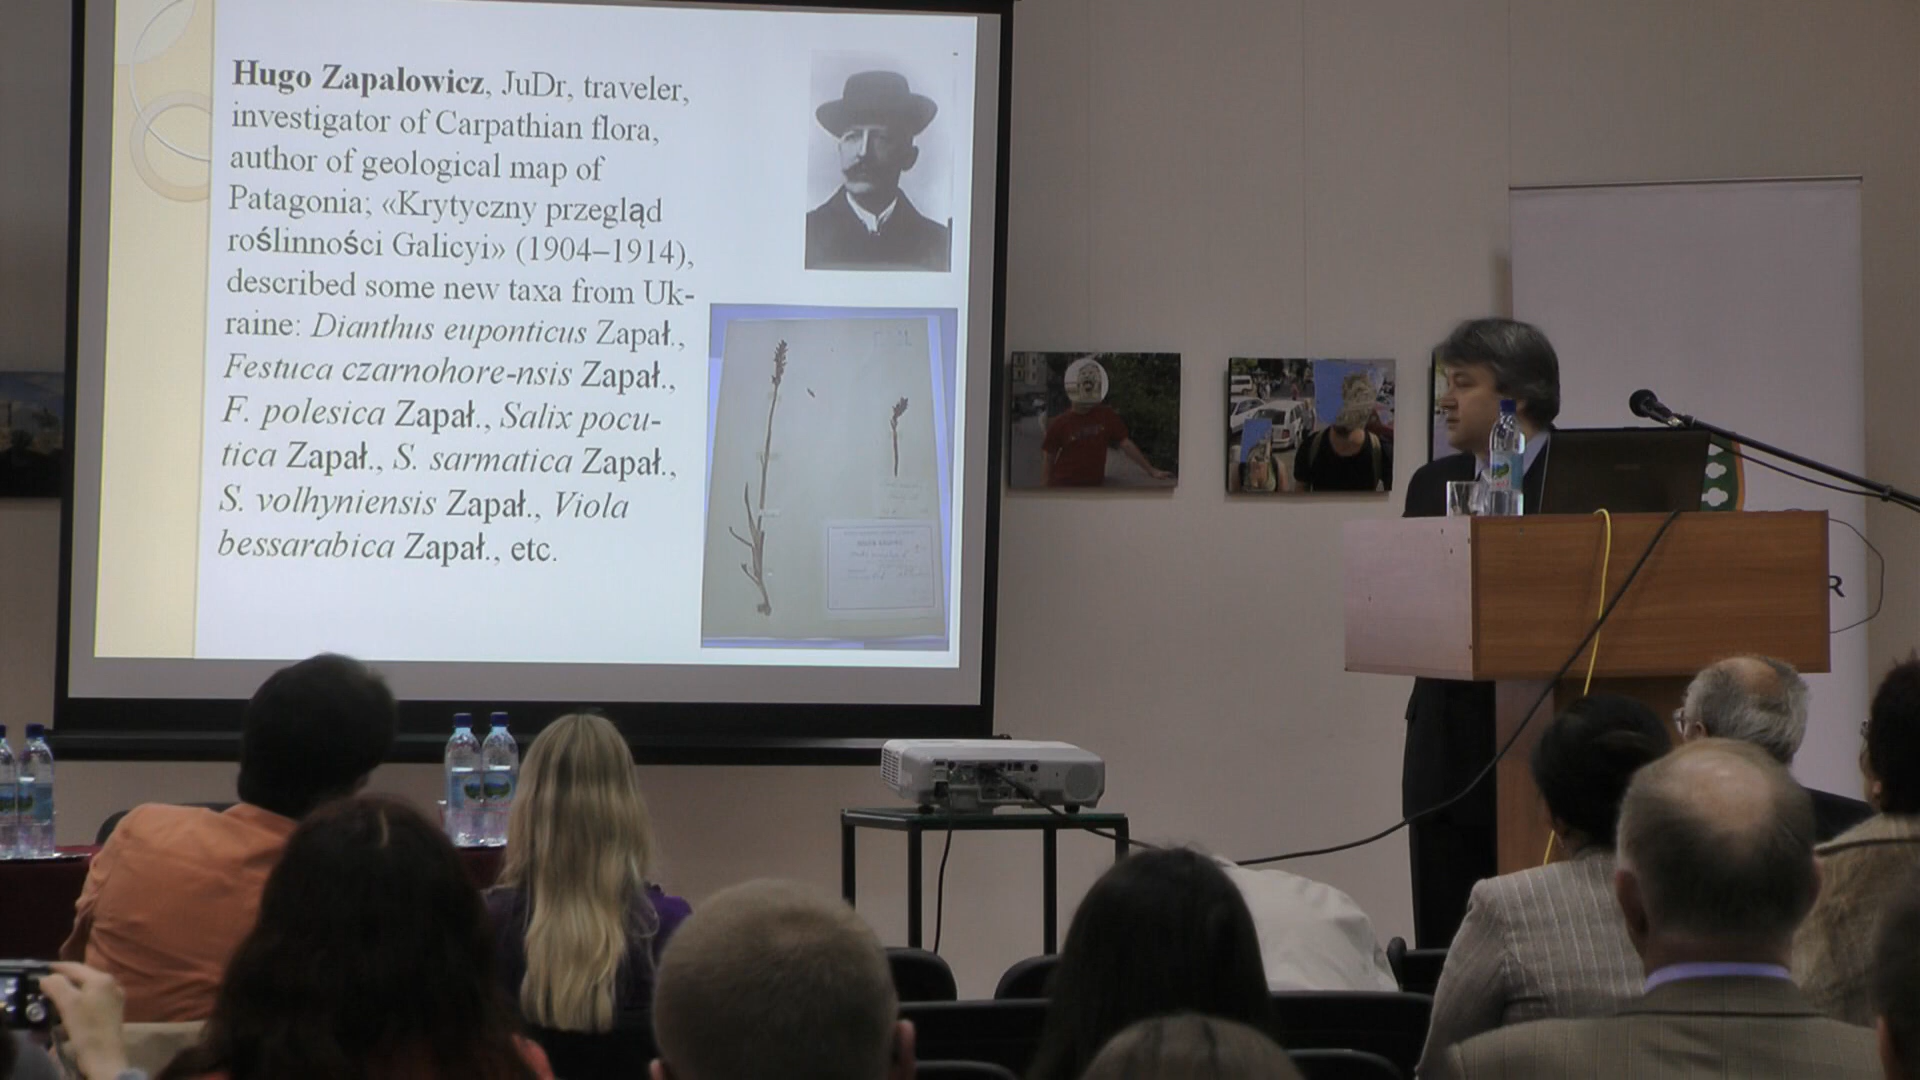 Hugo Zapalowicz, JuDr, traveler,
investigator of Carpathian flora,
author of geological map of
Patagonia; «Krytyczny przegląd
roślinności Galicyi» (1904–1914),
described some new taxa from Uk-
raine: Dianthus euponticus Zapał.,
Festuca czarnohore-nsis Zapał.,
F. polesica Zapał., Salix pocu-
tica Zapał., S. sarmatica Zapał.,
S. volhyniensis Zapał., Viola
bessarabica Zapał., etc.
R